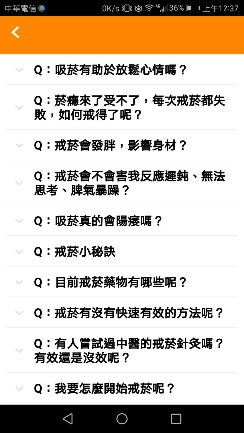 中華電信 0K/s 4G 36% 上午12:37
Q：吸菸有助於放鬆心情嗎？
Q：菸癮來了受不了，每次戒菸都失
敗，如何戒得了呢？
Q：戒菸會發胖，影響身材？
Q：戒菸會不會害我反應遲鈍、無法
思考、脾氣暴躁？
Q：吸菸真的會陽痿嗎？
Q：戒菸小秘訣
Q：目前戒菸藥物有哪些呢？
Q：戒菸有沒有快速有效的方法呢？
Q：有人嘗試過中醫的戒菸針灸嗎？
有效還是沒效呢？
Q：我要怎麼開始戒菸呢？